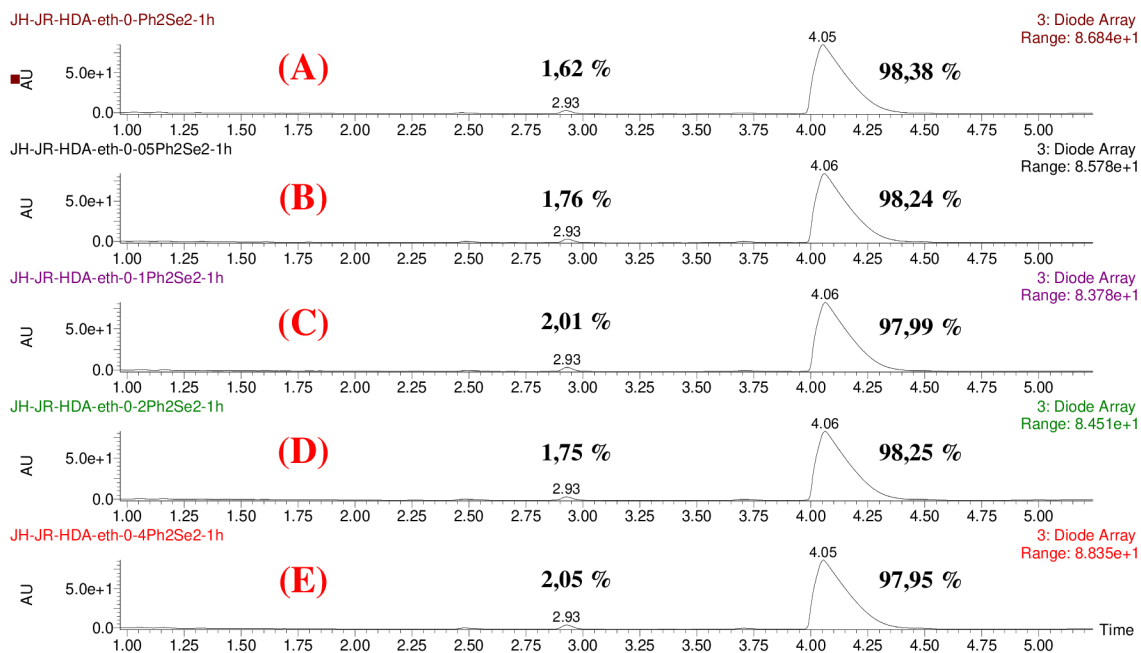 JH-JR-HDA-eth-0-Ph2Se2-1h
3: Diode Array
Range: 8.684e+1
AU
5.0e+1
0.0
(A)
1,62 %
2.93
4.05
98,38 %
1.00 1.25 1.50 1.75 2.00 2.25 2.50 2.75 3.00 3.25 3.50 3.75 4.00 4.25 4.50 4.75 5.00
JH-JR-HDA-eth-0-05Ph2Se2-1h
3: Diode Array
Range: 8.578e+1
AU
5.0e+1
0.0
(B)
1,76 %
2.93
4.06
98,24 %
1.00 1.25 1.50 1.75 2.00 2.25 2.50 2.75 3.00 3.25 3.50 3.75 4.00 4.25 4.50 4.75 5.00
JH-JR-HDA-eth-0-1Ph2Se2-1h
3: Diode Array
Range: 8.378e+1
AU
5.0e+1
0.0
(C)
2,01 %
2.93
4.06
97,99 %
1.00 1.25 1.50 1.75 2.00 2.25 2.50 2.75 3.00 3.25 3.50 3.75 4.00 4.25 4.50 4.75 5.00
JH-JR-HDA-eth-0-2Ph2Se2-1h
3: Diode Array
Range: 8.451e+1
AU
5.0e+1
0.0
(D)
1,75 %
2.93
4.06
98,25 %
1.00 1.25 1.50 1.75 2.00 2.25 2.50 2.75 3.00 3.25 3.50 3.75 4.00 4.25 4.50 4.75 5.00
JH-JR-HDA-eth-0-4Ph2Se2-1h
3: Diode Array
Range: 8.835e+1
AU
5.0e+1
0.0
(E)
2,05 %
2.93
4.05
97,95 %
Time
1.00 1.25 1.50 1.75 2.00 2.25 2.50 2.75 3.00 3.25 3.50 3.75 4.00 4.25 4.50 4.75 5.00